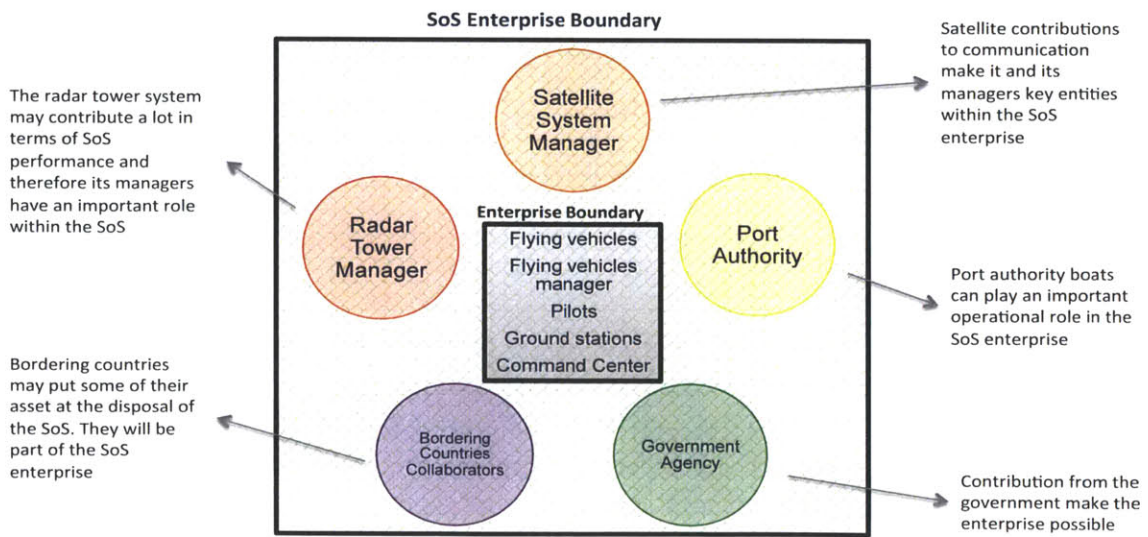 SoS Enterprise Boundary
Satellite contributions
to communication
make it and its
managers key entities
within the SoS
enterprise
The radar tower system
may contribute a lot in
terms of SoS
performance and
therefore its managers
have an important role
within the SoS
Satellite
System
Manager
Radar
Tower
Manager
Port
Authority
Enterprise Boundary
Flying vehicles
Flying vehicles
manager
Pilots
Ground stations
Command Center
Port authority boats
can play an important
operational role in the
SoS enterprise
Bordering countries
may put some of their
asset at the disposal of
the SoS. They will be
part of the SoS
enterprise
Bordering
Countries
Collaborators
Government
Agency
Contribution from the
government make the
enterprise possible